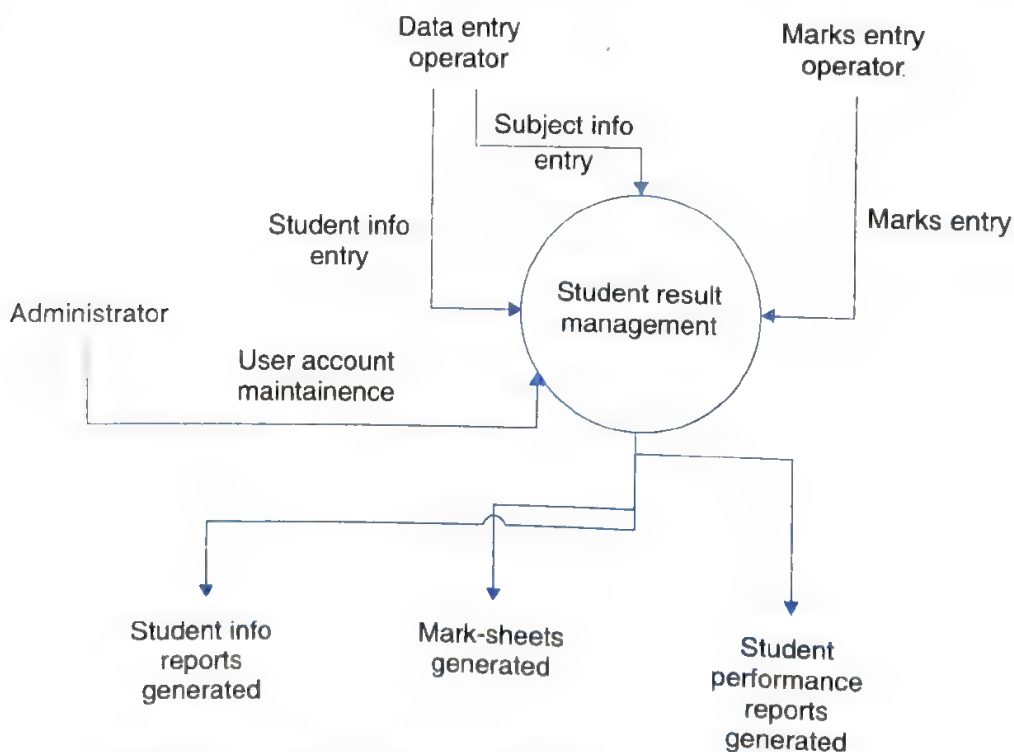 Data entry
operator
Marks entry
operator.
Subject info
entry
Student info
entry
Marks entry
Student result
management
Administrator
User account
maintainence
Student info
reports
generated
Mark-sheets
generated
Student
performance
reports
generated